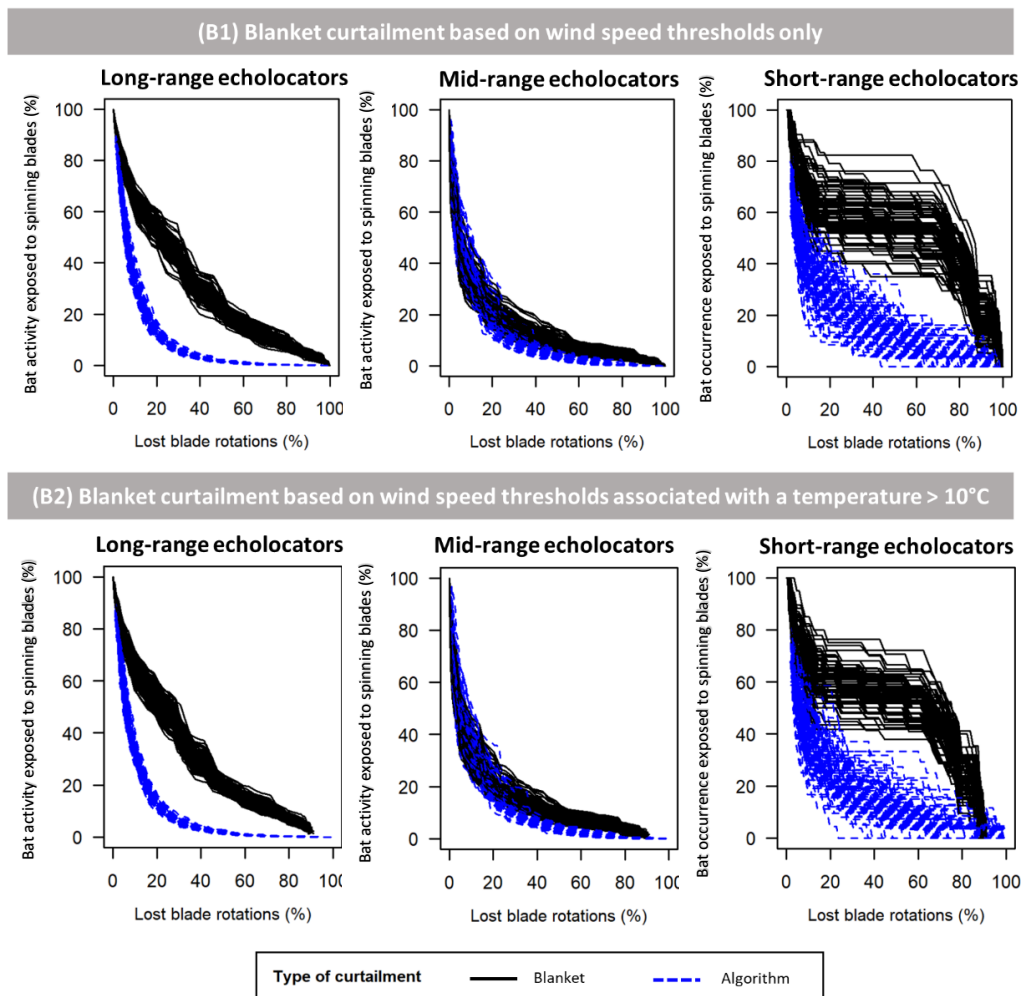 (B1) Blanket curtailment based on wind speed thresholds only
Long-range echolocators
Mid-range echolocators
Short-range echolocators
Bat activity exposed to spinning blades (%)
100
80
60
40
20
0
0 20 40 60 80 100
Lost blade rotations (%)
Bat activity exposed to spinning blades (%)
100
80
60
40
20
0
0 20 40 60 80 100
Lost blade rotations (%)
Bat occurrence exposed to spinning blades (%)
100
80
60
40
20
0
0 20 40 60 80 100
Lost blade rotations (%)
(B2) Blanket curtailment based on wind speed thresholds associated with a temperature > 10°C
Long-range echolocators
Mid-range echolocators
Short-range echolocators
Bat activity exposed to spinning blades (%)
100
80
60
40
20
0
0 20 40 60 80 10
Lost blade rotations (%)
Bat activity exposed to spinning blades (%)
100
80
60
40
20
0
0 20 40 60 80 100
Lost blade rotations (%)
Bat occurrence exposed to spinning blades (%)
100
80
60
40
20
0
0 20 40 60 80 100
Lost blade rotations (%)
Type of curtailment Blanket Algorithm